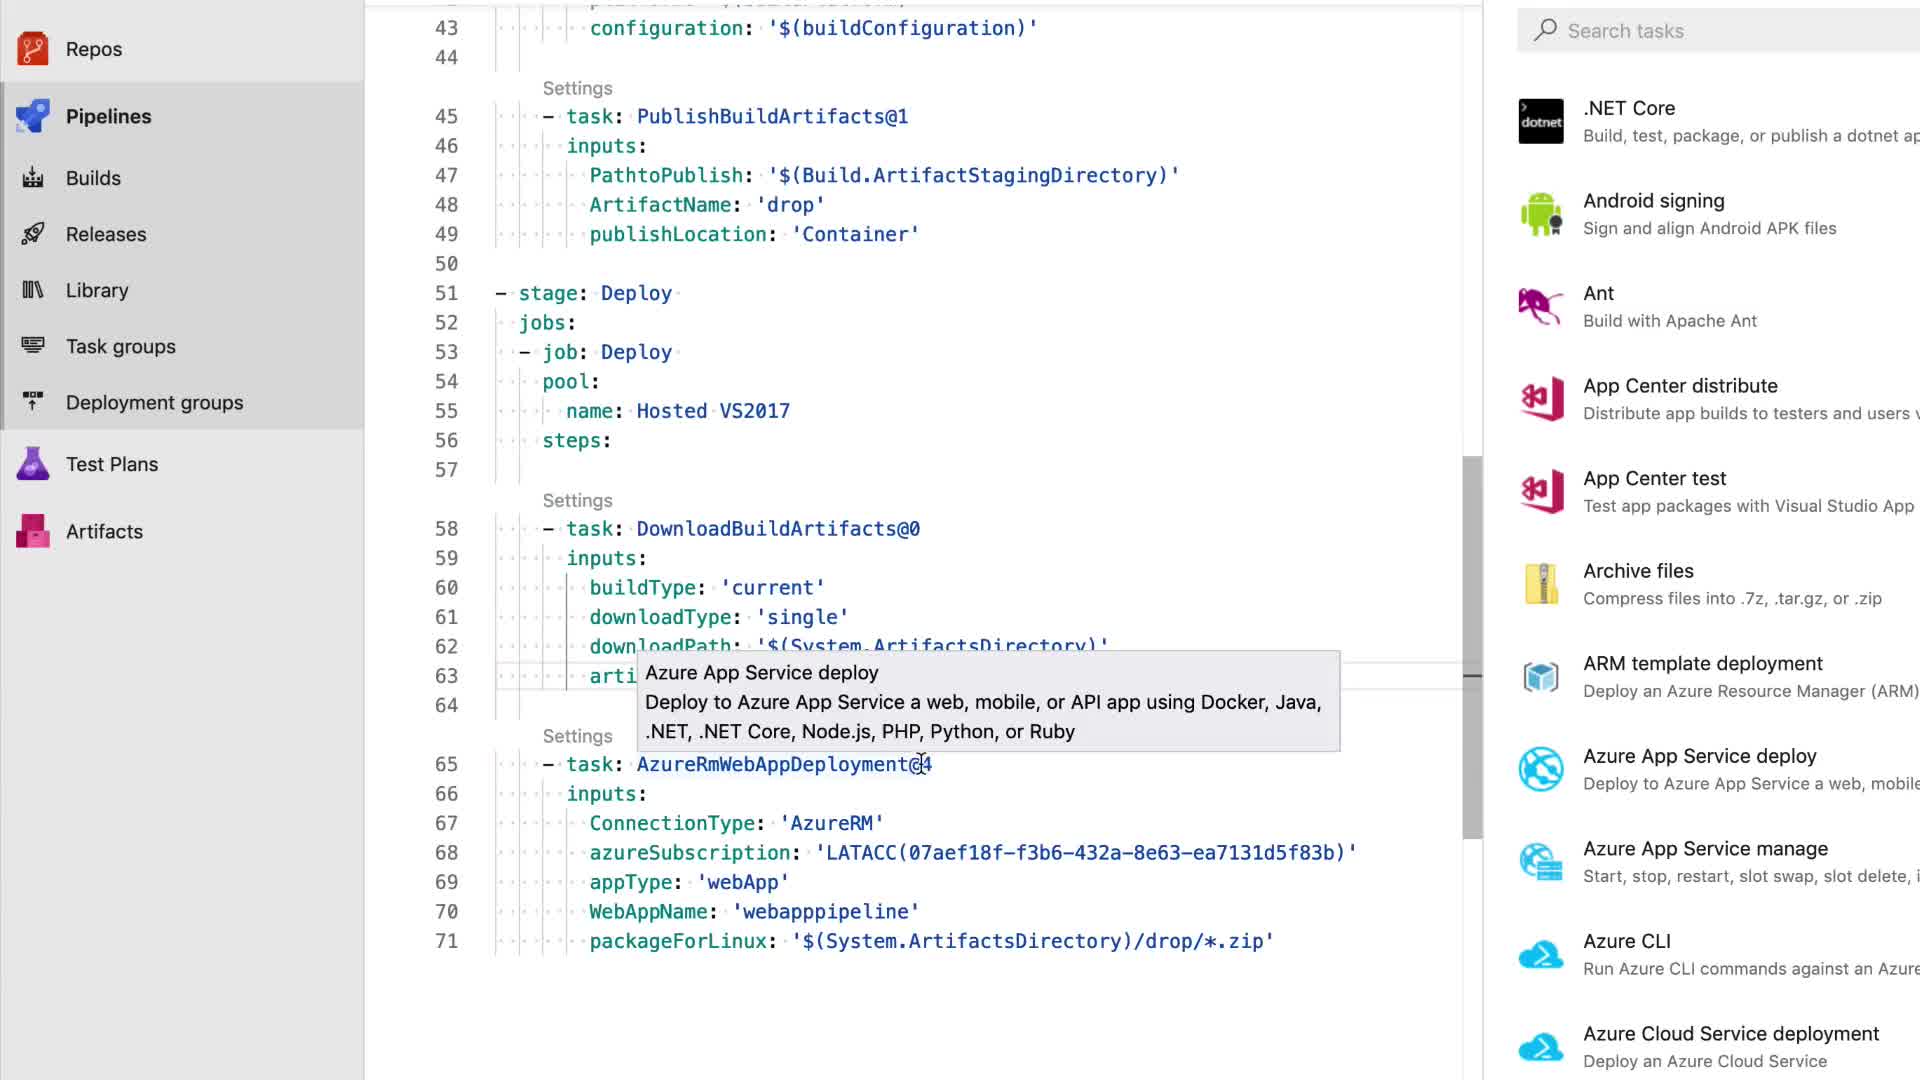 Repos
Pipelines
Builds
Releases
Library
Task groups
Deployment groups
Test Plans
Artifacts
43 configuration: '$(buildConfiguration)'
44
Settings
45 - task: PublishBuildArtifacts@1
46 inputs:
47 PathtoPublish: '$(Build.ArtifactStagingDirectory)'
48 ArtifactName: 'drop'
49 publishLocation: 'Container'
50
51 - stage: Deploy
52 jobs:
53 - job: Deploy
54 pool:
55 name: Hosted VS2017
56 steps:
57
Settings
58 - task: DownloadBuildArtifacts@0
59 inputs:
60 buildType: 'current'
61 downloadType: 'single'
62 downloadPath: '$(System.ArtifactsDirectory)'
63 arti
Azure App Service deploy
Deploy to Azure App Service a web, mobile, or API app using Docker, Java,
.NET, .NET Core, Node.js, PHP, Python, or Ruby
64
Settings
65 - task: AzureRmWebAppDeployment@4
66 inputs:
67 ConnectionType: 'AzureRM'
68 azureSubscription: 'LATACC(07aef18f-f3b6-432a-8e63-ea7131d5f83b)'
69 appType: 'webApp'
70 WebAppName: 'webapppipeline'
71 packageForLinux: '$(System.ArtifactsDirectory)/drop/*.zip'
Search tasks
dotnet
.NET Core
Build, test, package, or publish a dotnet ap
Android signing
Sign and align Android APK files
Ant
Build with Apache Ant
App Center distribute
Distribute app builds to testers and users v
App Center test
Test app packages with Visual Studio App
Archive files
Compress files into .7z, .tar.gz, or .zip
ARM template deployment
Deploy an Azure Resource Manager (ARM)
Azure App Service deploy
Deploy to Azure App Service a web, mobile
Azure App Service manage
Start, stop, restart, slot swap, slot delete, i
Azure CLI
Run Azure CLI commands against an Azure
Azure Cloud Service deployment
Deploy an Azure Cloud Service